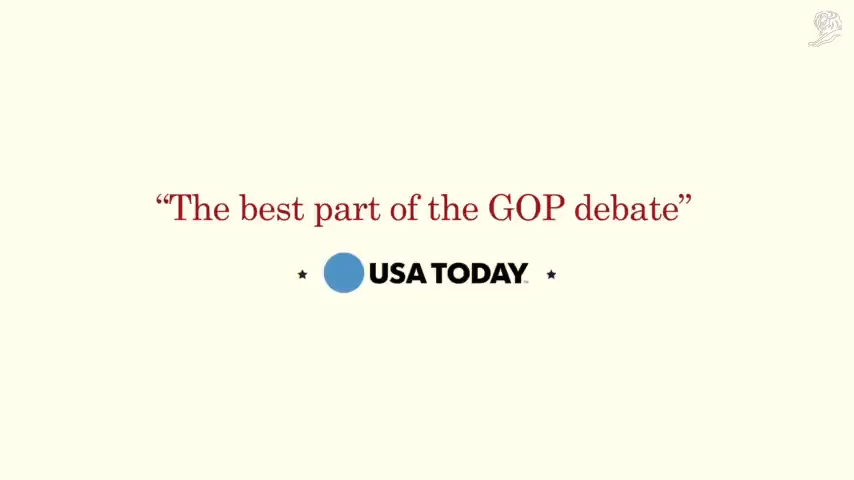 “The best part of the GOP debate”
USA TODAY